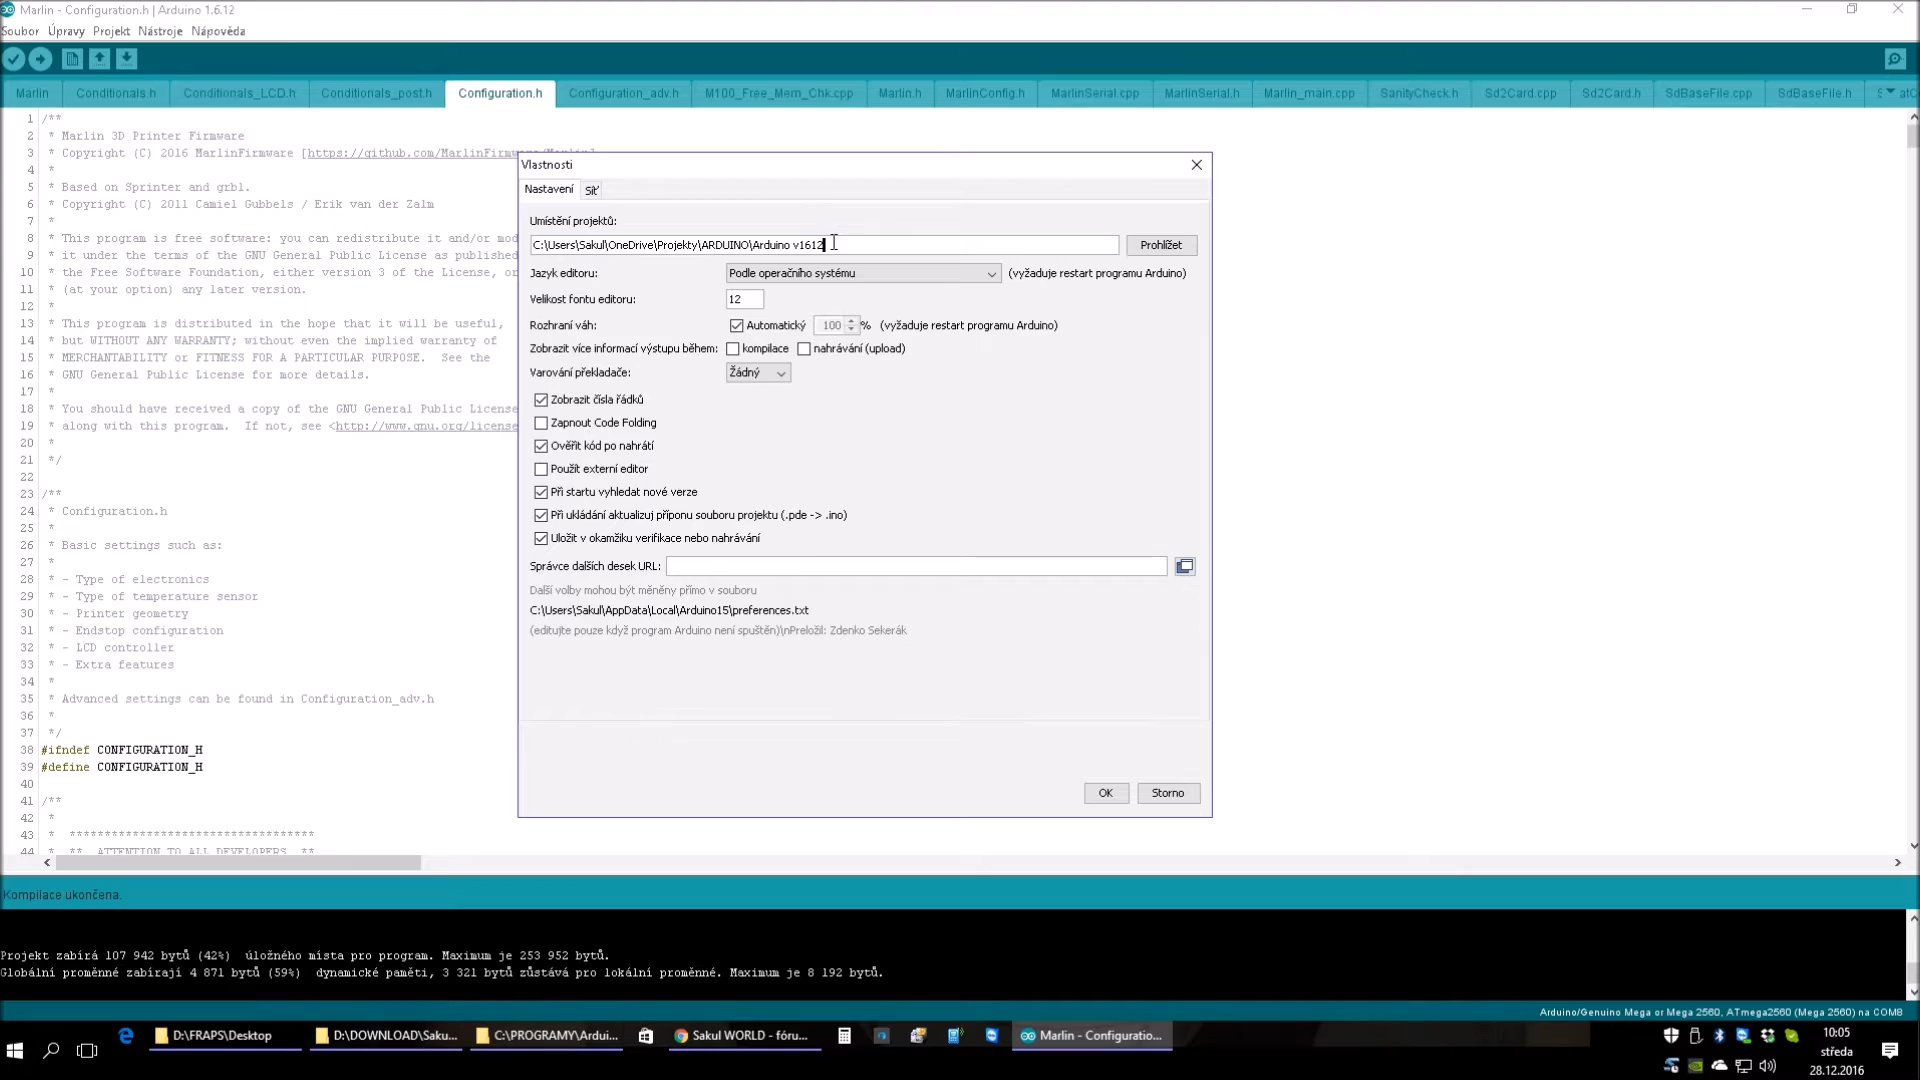 Marlin - Configuration.h | Arduino 1.6.12
Soubor Úpravy Projekt Nástroje Nápověda
Marlin Conditionals.h Conditionals_LCD.h Conditionals_post.h Configuration.h Configuration_adv.h M100_Free_Mem_Chk.cpp Marlin.h MarlinConfig.h MarlinSerial.cpp MarlinSerial.h Marlin_main.cpp SanityCheck.h Sd2Card.cpp Sd2Card.h SdBaseFile.cpp SdBaseFile.h
1 /**
2 * Marlin 3D Printer Firmware
3 * Copyright (C) 2016 MarlinFirmware [https://github.com/MarlinFirmware/Marlin]
4 *
5 * Based on Sprinter and grbl.
6 * Copyright (C) 2011 Camiel Gubbels / Erik van der Zalm
7 *
8 * This program is free software: you can redistribute it and/or mod
9 * it under the terms of the GNU General Public License as published
10 * the Free Software Foundation, either version 3 of the License, or
11 * (at your option) any later version.
12 *
13 * This program is distributed in the hope that it will be useful,
14 * but WITHOUT ANY WARRANTY; without even the implied warranty of
15 * MERCHANTABILITY or FITNESS FOR A PARTICULAR PURPOSE.  See the
16 * GNU General Public License for more details.
17 *
18 * You should have received a copy of the GNU General Public License
19 * along with this program.  If not, see <http://www.gnu.org/license
20 *
21 */
22
23 /**
24 * Configuration.h
25 *
26 * Basic settings such as:
27 *
28 * - Type of electronics
29 * - Type of temperature sensor
30 * - Printer geometry
31 * - Endstop configuration
32 * - LCD controller
33 * - Extra features
34 *
35 * Advanced settings can be found in Configuration_adv.h
36 *
37 */
38 #ifndef CONFIGURATION_H
39 #define CONFIGURATION_H
40
41 /**
42 *
43 * **********************************
44 * ** ATTENTION TO ALL DEVELOPERS **
Vlastnosti
Nastavení Síť
Umístění projektů:
C:\Users\Sakul\OneDrive\Projekty\ARDUINO\Arduino v1612 Prohlížet
Jazyk editoru: Podle operačního systému (vyžaduje restart programu Arduino)
Velikost fontu editoru: 12
Rozhraní váh: Automatický 100 % (vyžaduje restart programu Arduino)
Zobrazit více informací výstupu během: kompilace nahrávání (upload)
Varování překladače: Žádný
Zobrazit čísla řádků
Zapnout Code Folding
Ověřit kód po nahrátí
Použít externí editor
Při startu vyhledat nové verze
Při ukládání aktualizuj příponu souboru projektu (.pde -> .ino)
Uložit v okamžiku verifikace nebo nahrávání
Správce dalších desek URL:
Další volby mohou být měněny přímo v souboru
C:\Users\Sakul\AppData\Local\Arduino15\preferences.txt
(editujte pouze když program Arduino není spuštěn)\nPreložil: Zdenko Sekerák
OK Storno
Kompilace ukončena.
Projekt zabírá 107 942 bytů (42%)  úložného místa pro program. Maximum je 253 952 bytů.
Globální proměnné zabírají 4 871 bytů (59%)  dynamické paměti, 3 321 bytů zůstává pro lokální proměnné. Maximum je 8 192 bytů.
Arduino/Genuino Mega or Mega 2560, ATmega2560 (Mega 2560) na COM8
D:\FRAPS\Desktop D:\DOWNLOAD\Saku... C:\PROGRAMY\Ardui... Sakul WORLD - fóru... Marlin - Configuratio...
10:05
středa
28.12.2016